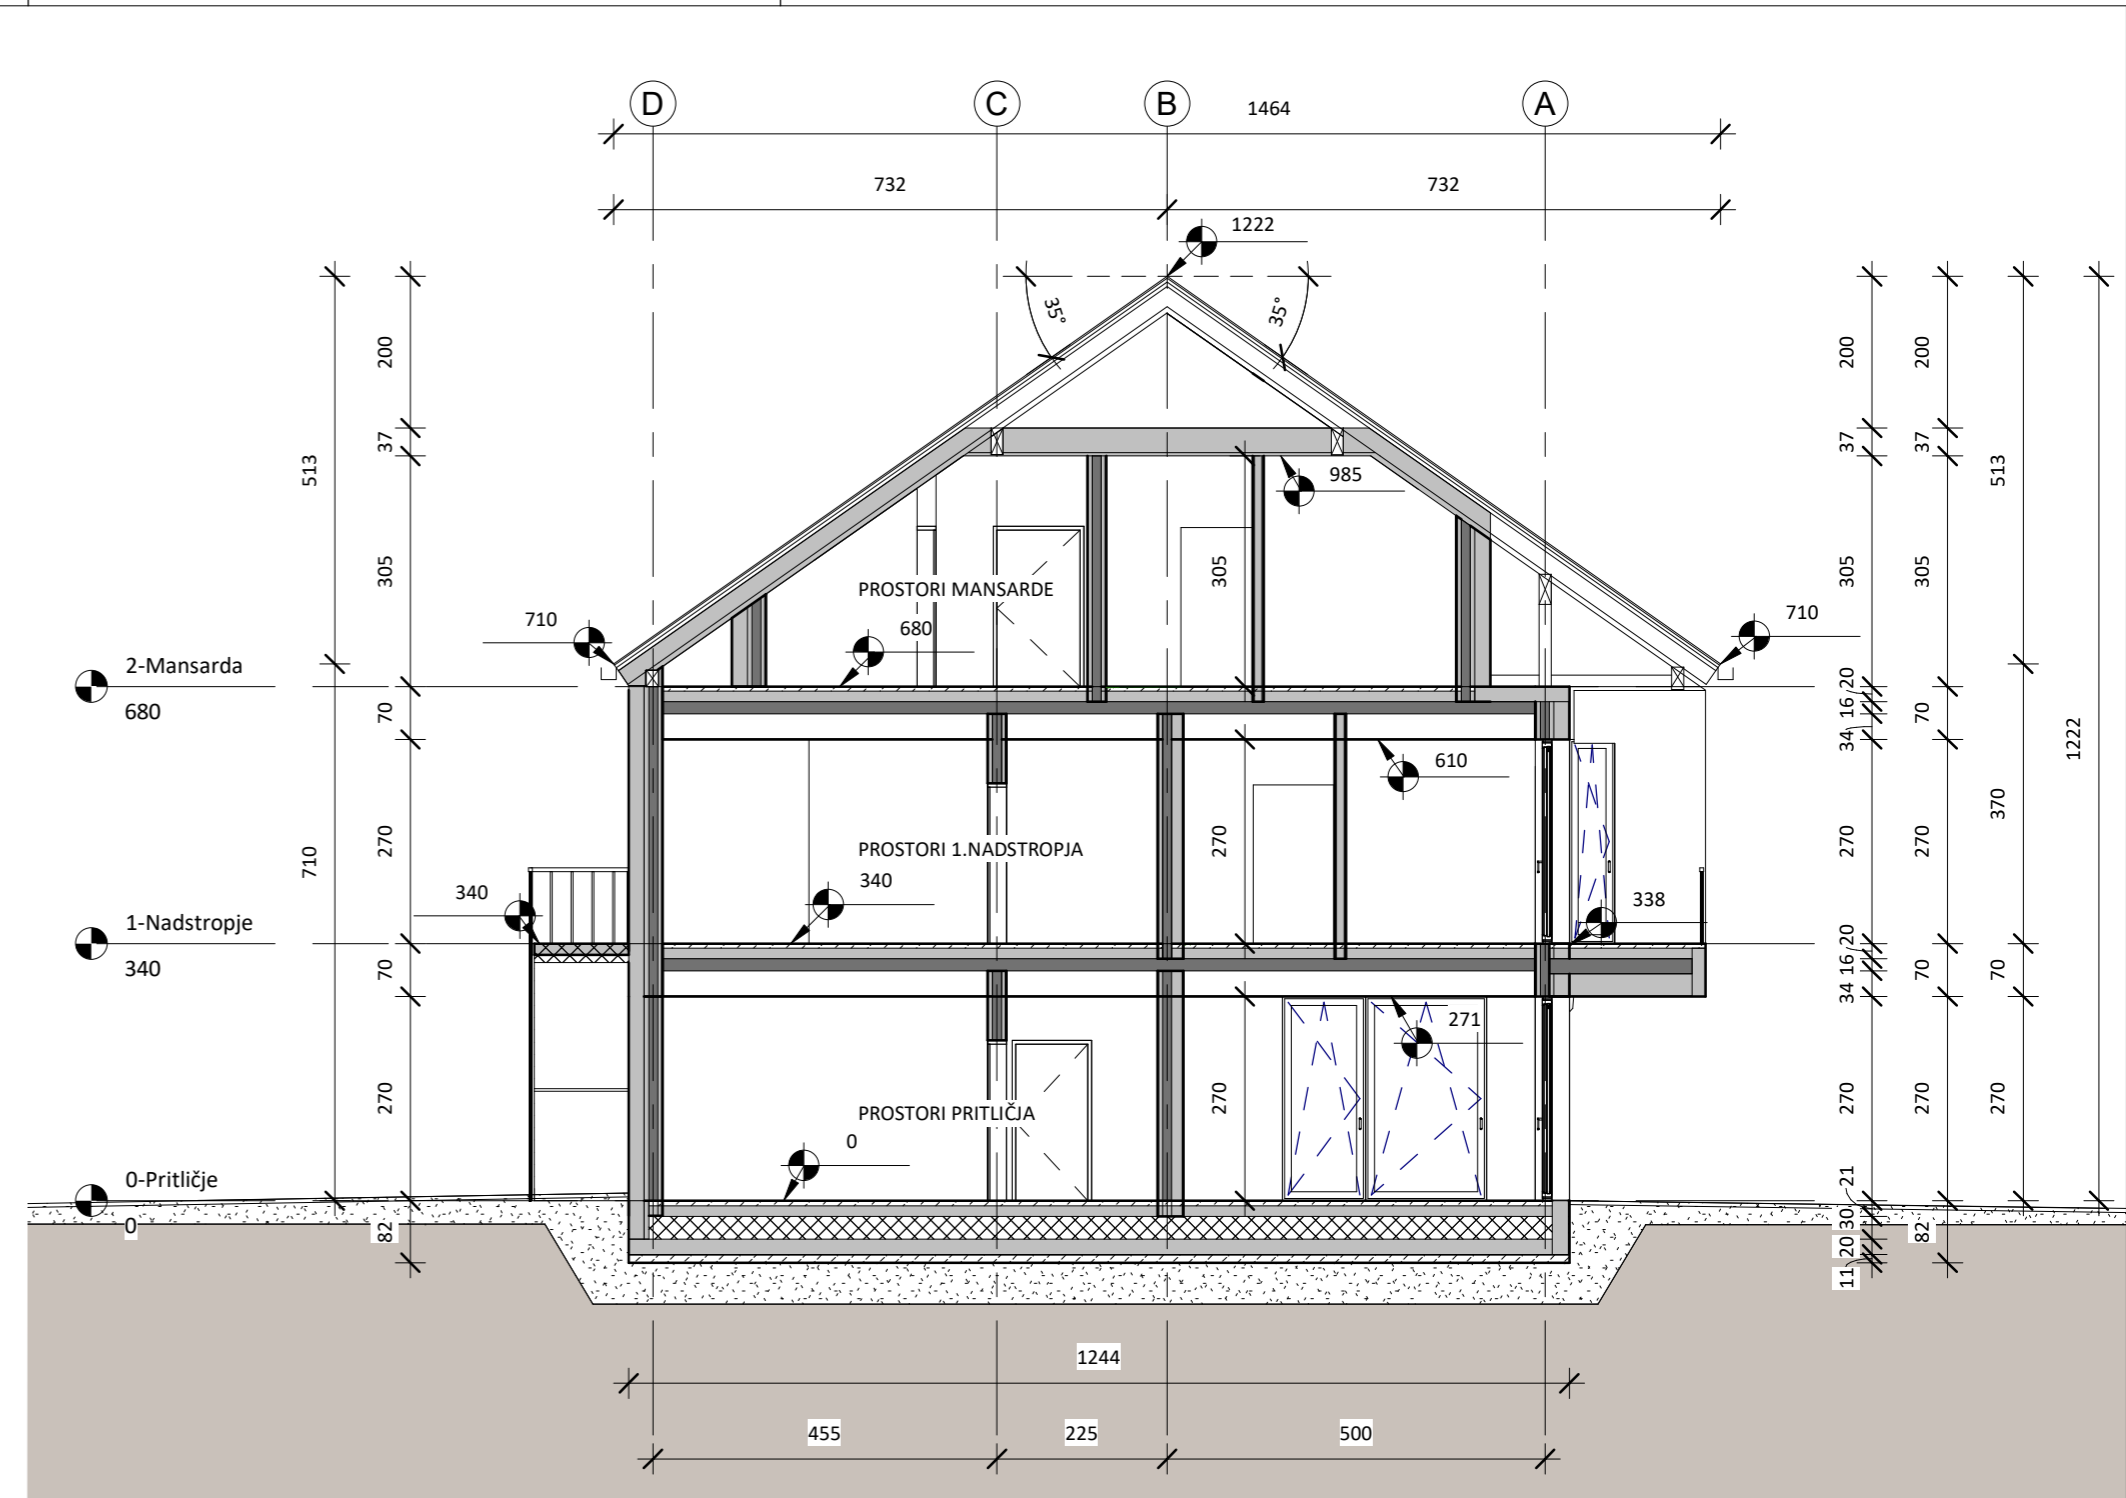 D C B A
1464
732 732
1222
35° 35°
200 200 200
37 37 37
513 985 513
305 305 305 305
PROSTORI MANSARDE
710 680 710
2-Mansarda
680
70 20 16 34 70
1222
610
270 270 270 270 370
PROSTORI 1.NADSTROPJA
710
340 340 338
1-Nadstropje
340
70 20 16 34 70 70
271
270 270 270 270 270
PROSTORI PRITLIČJA
0
0-Pritličje
0
82 21 30 20 11 82
1244
455 225 500